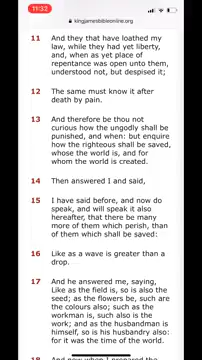 11:32
kingjamesbibleonline.org
11 And they that have loathed my
law, while they had yet liberty,
and, when as yet place of
repentance was open unto them,
understood not, but despised it;
12 The same must know it after
death by pain.
13 And therefore be thou not
curious how the ungodly shall be
punished, and when: but enquire
how the righteous shall be saved,
whose the world is, and for
whom the world is created.
14 Then answered I and said,
15 I have said before, and now do
speak, and will speak it also
hereafter, that there be many
more of them which perish, than
of them which shall be saved:
16 Like as a wave is greater than a
drop.
17 And he answered me, saying,
Like as the field is, so is also the
seed; as the flowers be, such are
the colours also; such as the
workman is, such also is the
work; and as the husbandman is
himself, so is his husbandry also:
for it was the time of the world.
18 And now when I prepared the